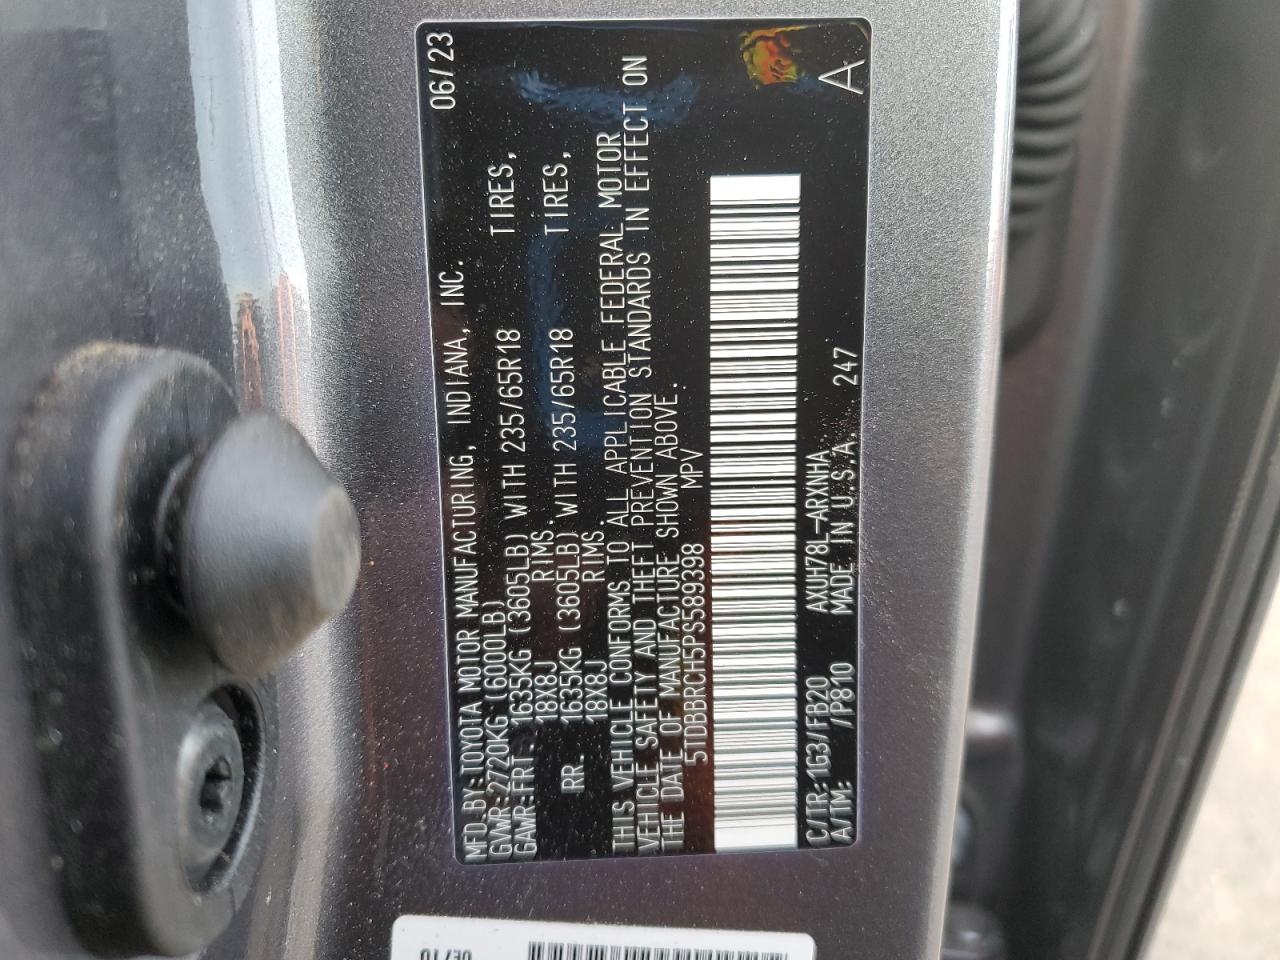 MFD.BY:TOYOTA MOTOR MANUFACTURING, INDIANA, INC. 06/23
GVWR:2720KG(6000LB)
GAWR:FRT. 1635KG (3605LB) WITH 235/65R18 TIRES,
18X8J RIMS.
RR. 1635KG (3605LB) WITH 235/65R18 TIRES,
18X8J RIMS.
THIS VEHICLE CONFORMS TO ALL APPLICABLE FEDERAL MOTOR
VEHICLE SAFETY AND THEFT PREVENTION STANDARDS IN EFFECT ON
THE DATE OF MANUFACTURE SHOWN ABOVE.
5TDBBRCH5PS589398 MPV
C/TR:1G3/FB20 AXUH78L-ARXNHA
A/TM: /P810 MADE IN U.S.A. 247 A